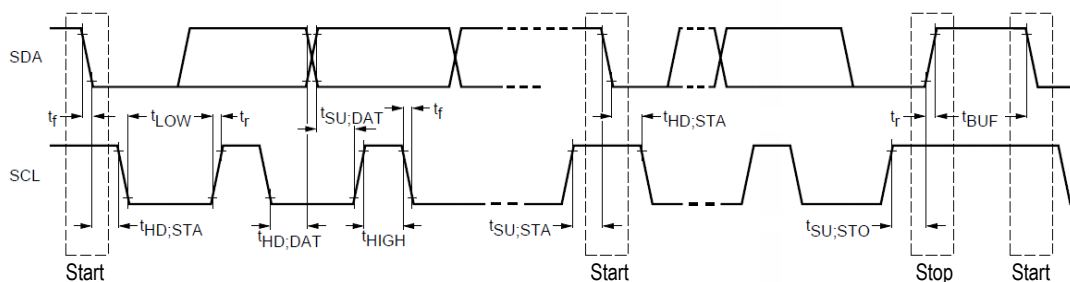 SDA
tf
tLOW
tr
tSU;DAT
tf
tHD;STA
tr
tBUF
SCL
tHD;STA
tHD;DAT
tHIGH
tSU;STA
tSU;STO
Start
Start
Stop
Start